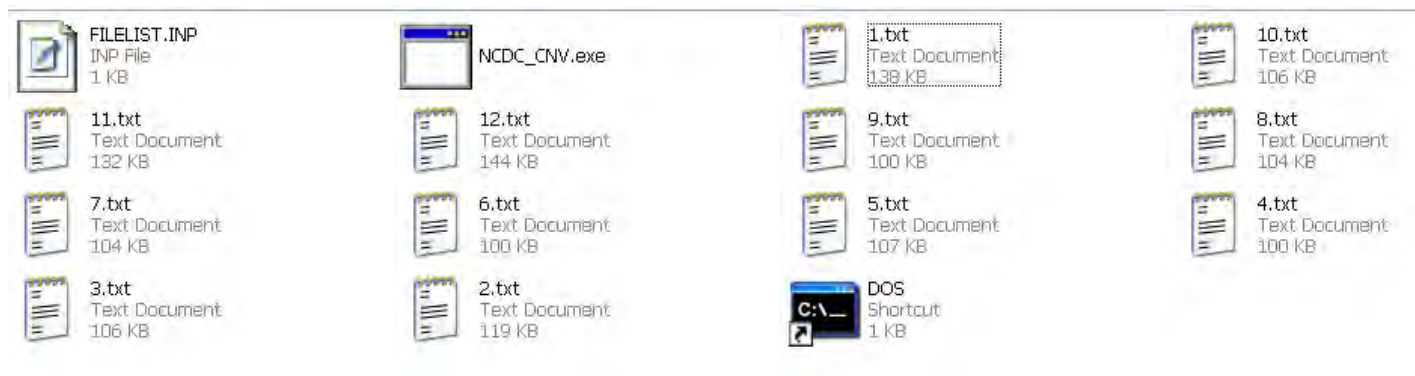 FILELIST.INP
INP File
1 KB
NCDC_CNV.exe
1.txt
Text Document
138 KB
10.txt
Text Document
106 KB
11.txt
Text Document
132 KB
12.txt
Text Document
144 KB
9.txt
Text Document
100 KB
8.txt
Text Document
104 KB
7.txt
Text Document
104 KB
6.txt
Text Document
100 KB
5.txt
Text Document
107 KB
4.txt
Text Document
100 KB
3.txt
Text Document
106 KB
2.txt
Text Document
119 KB
C:\_
DOS
Shortcut
1 KB